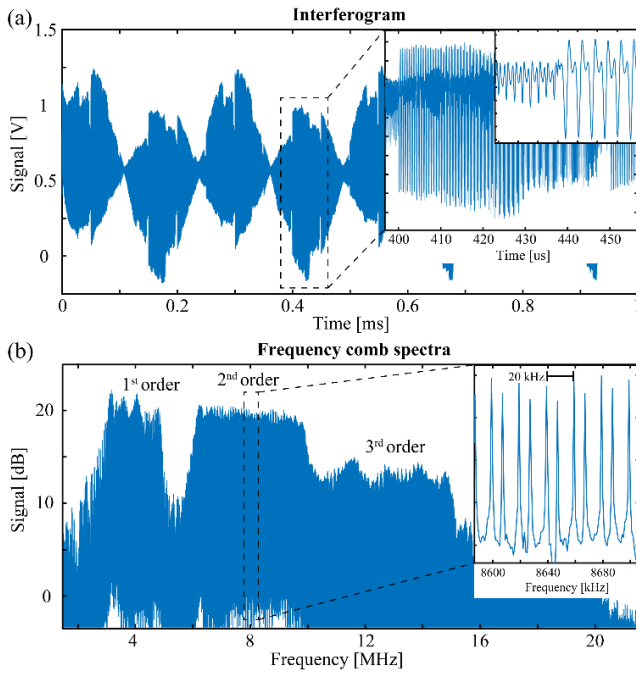 (a)
Interferogram
1.5
1
0.5
0
Signal [V]
0
0.2
0.4
0.6
0.8
1
Time [ms]
400
410
420
430
440
450
Time [us]
(b)
Frequency comb spectra
1st order
2nd order
3rd order
20
10
0
Signal [dB]
4
8
12
16
20
Frequency [MHz]
20 kHz
8600
8640
8680
Frequency [kHz]